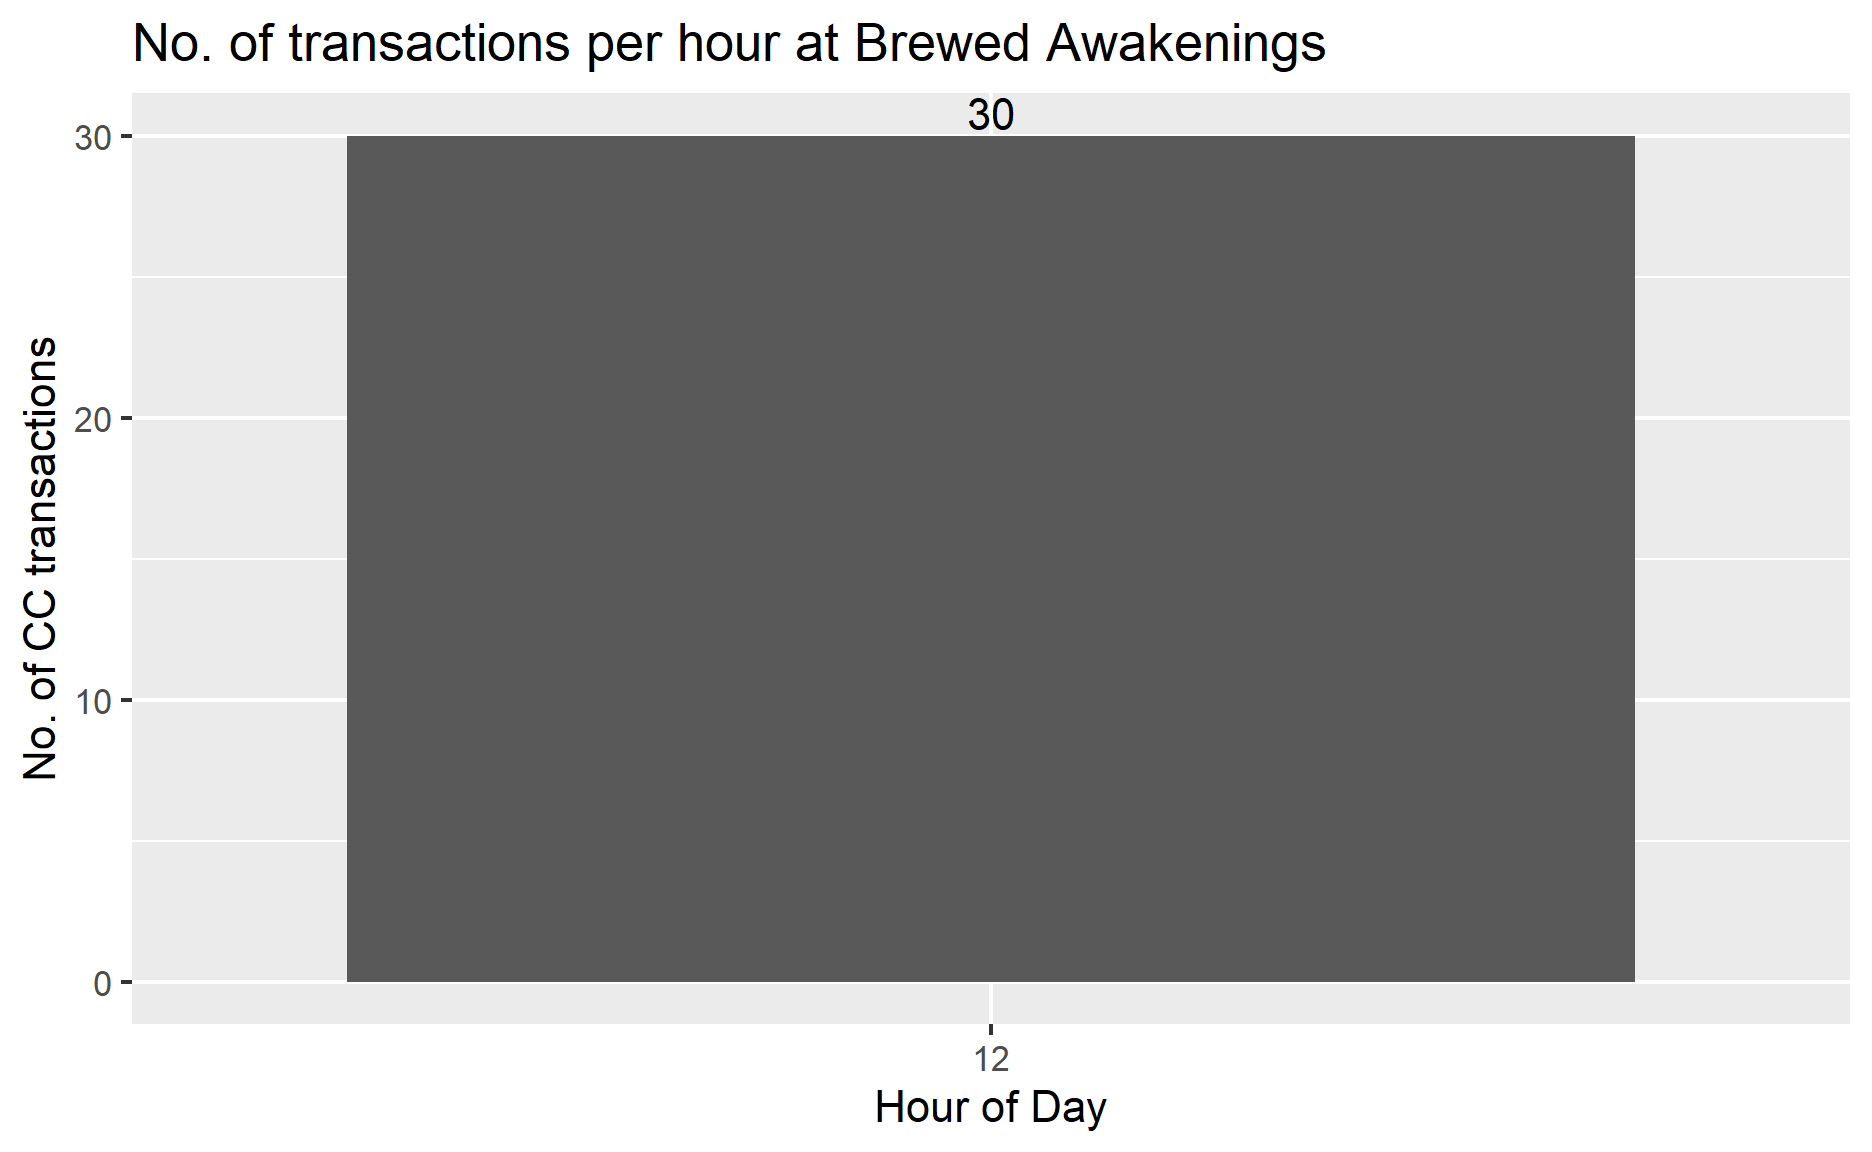 No. of transactions per hour at Brewed Awakenings
30
30
20
10
0
No. of CC transactions
12
Hour of Day